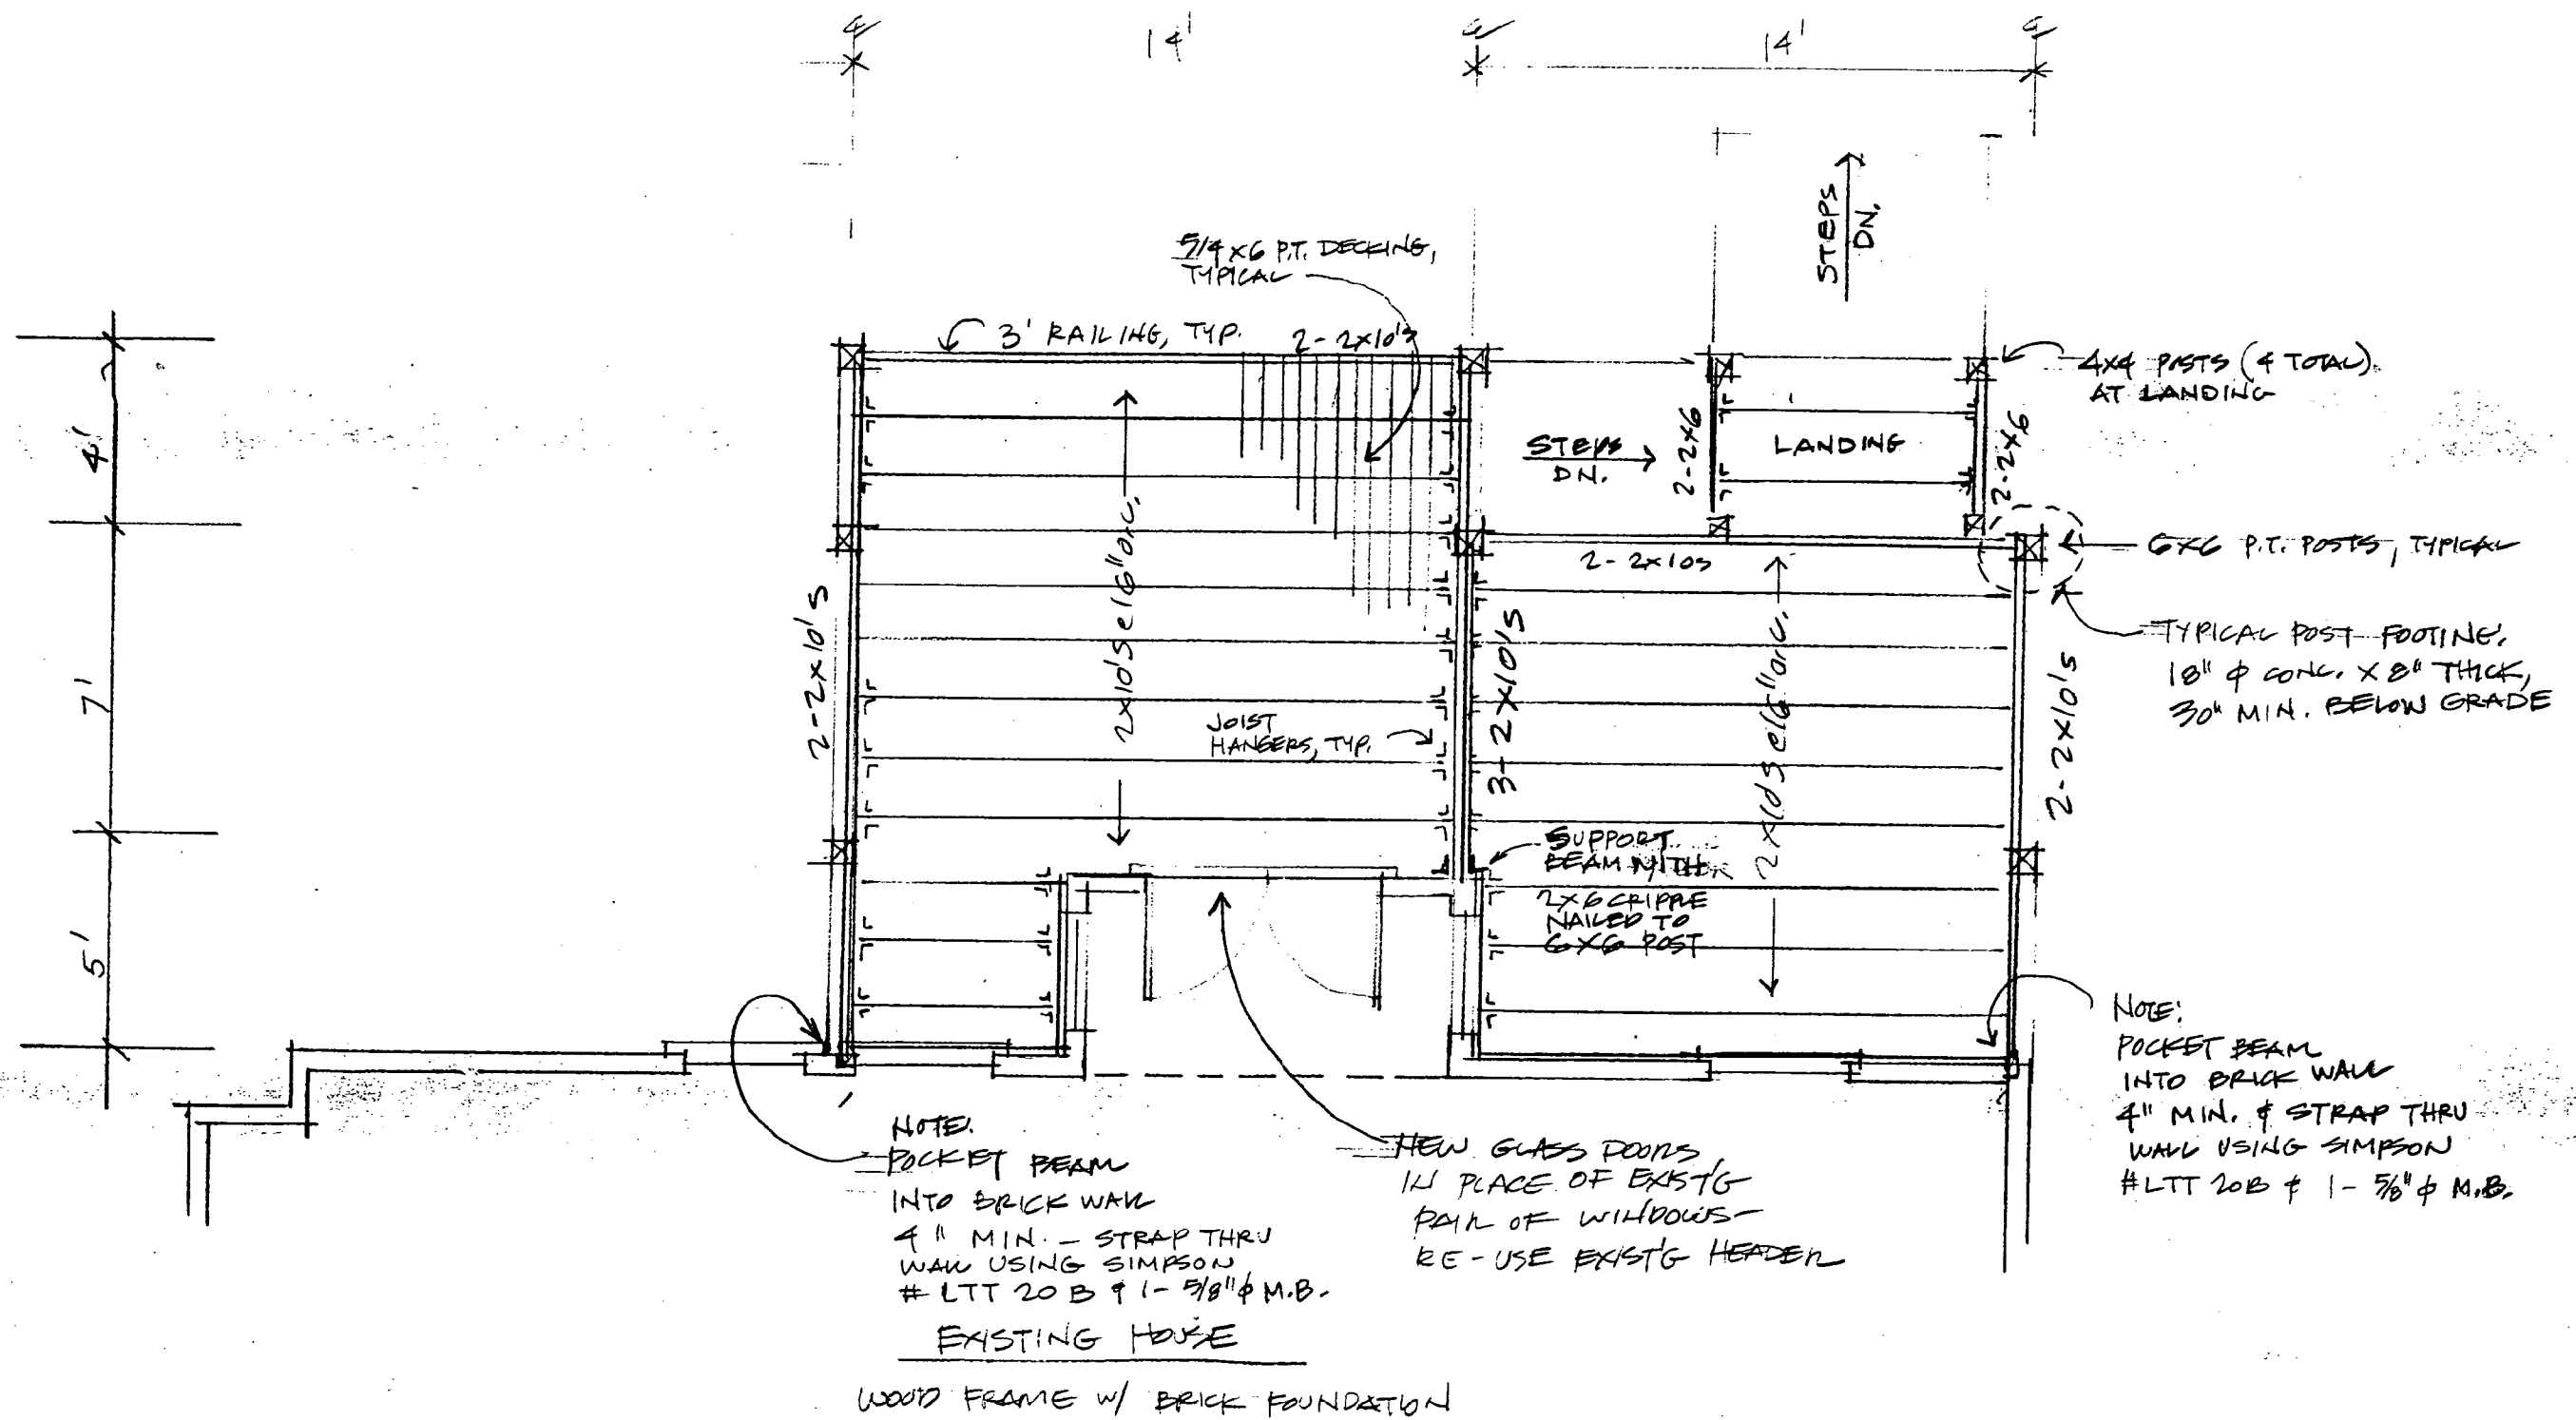 14'
14'
STEPS
DN.
5/4 x 6 P.T. DECKING,
TYPICAL
3' RAILING, TYP.
2-2x10's
4x4 POSTS (4 TOTAL)
AT LANDING
4'
STEPS
DN.
2-2x6
LANDING
2-2x6
2x10's @ 16" o.c.
2-2x10s
6x6 P.T. POSTS, TYPICAL
7'
2-2x10's
JOIST
HANGERS, TYP.
3-2x10's
2x10's @ 16" o.c.
2-2x10's
TYPICAL POST FOOTING.
18" φ CONC. X 8" THICK,
30" MIN. BELOW GRADE
SUPPORT
BEAM WITH
2x6 CRIPPLE
NAILED TO
6x6 POST
5'
NOTE:
POCKET BEAM
INTO BRICK WALL
4" MIN. & STRAP THRU
WALL USING SIMPSON
#LTT 20B & 1-5/8" φ M.B.
NOTE.
POCKET BEAM
INTO BRICK WALL
4" MIN. - STRAP THRU
WALL USING SIMPSON
# LTT 20 B & 1-5/8" φ M.B.
NEW GLASS DOORS,
IN PLACE OF EXIST'G
PAIR OF WINDOWS -
RE-USE EXIST'G HEADER
EXISTING HOUSE
WOOD FRAME W/ BRICK FOUNDATION